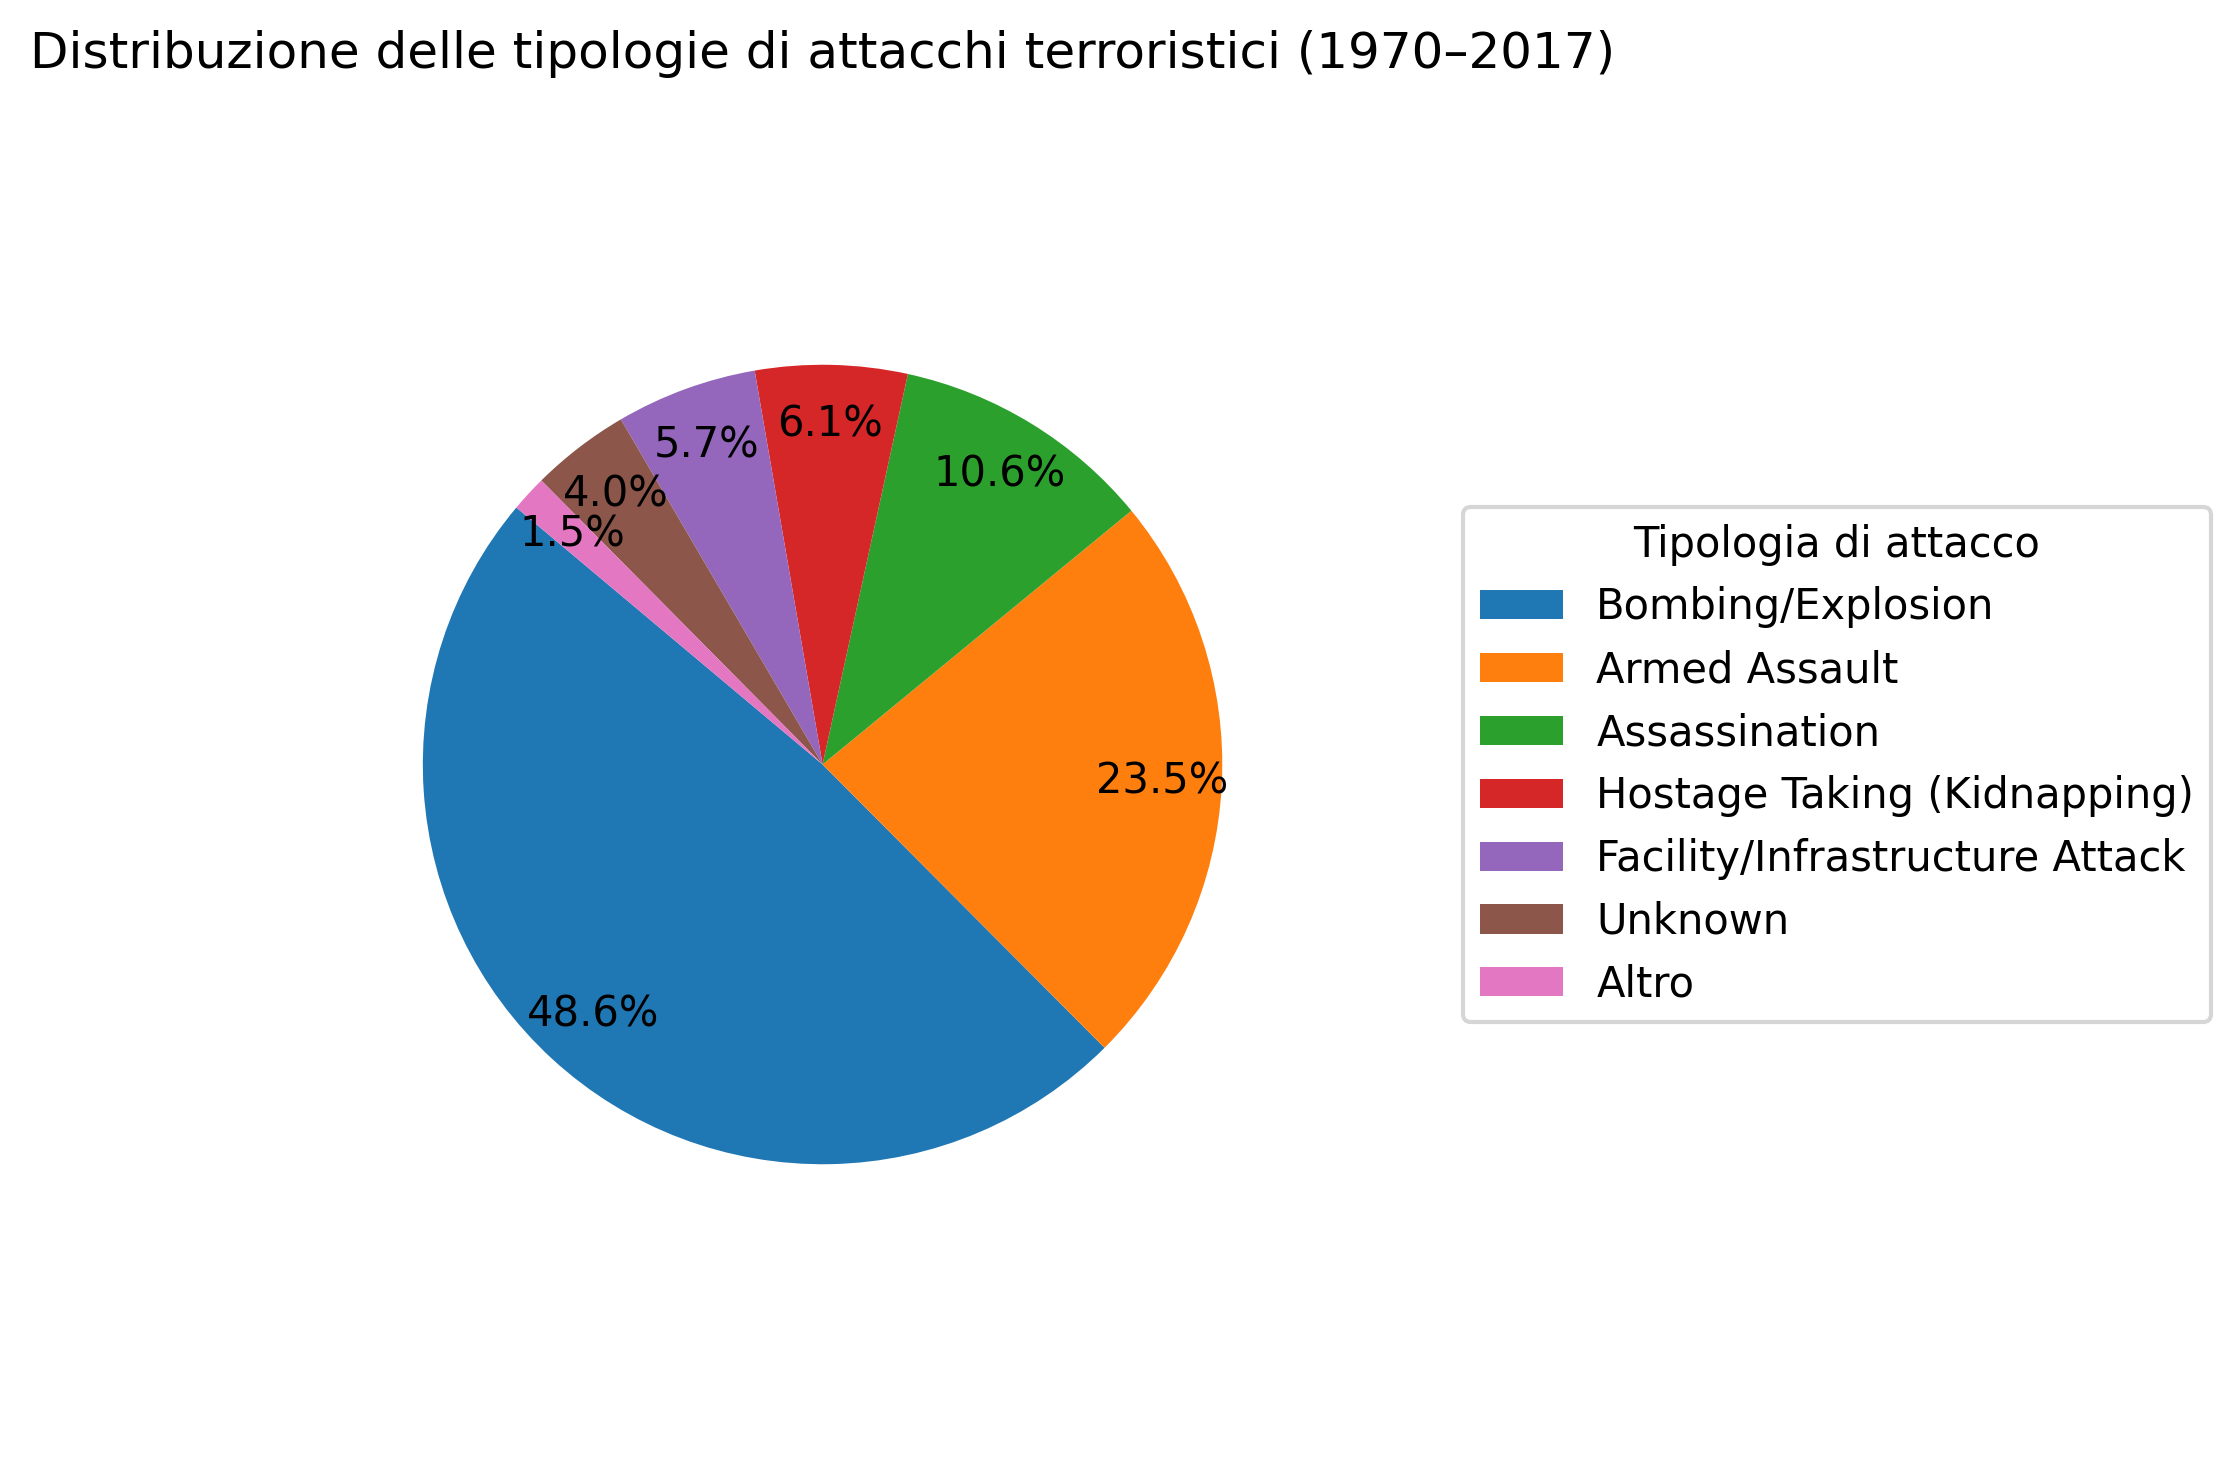 Distribuzione delle tipologie di attacchi terroristici (1970–2017)
6.1%
5.7%
10.6%
4.0%
1.5%
23.5%
48.6%
Tipologia di attacco
Bombing/Explosion
Armed Assault
Assassination
Hostage Taking (Kidnapping)
Facility/Infrastructure Attack
Unknown
Altro